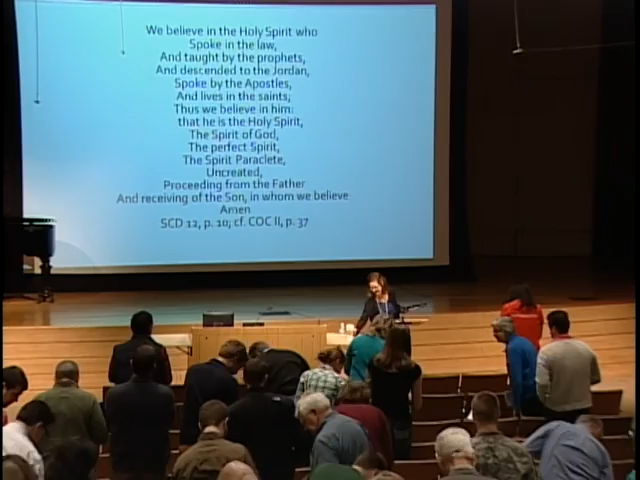 We believe in the Holy Spirit who
Spoke in the law,
And taught by the prophets,
And descended to the Jordan,
Spoke by the Apostles,
And lives in the saints;
Thus we believe in him:
that he is the Holy Spirit,
The Spirit of God,
The perfect Spirit,
The Spirit Paraclete,
Uncreated,
Proceeding from the Father
And receiving of the Son, in whom we believe
Amen
SCD 12, p. 10; cf. COC II, p. 37